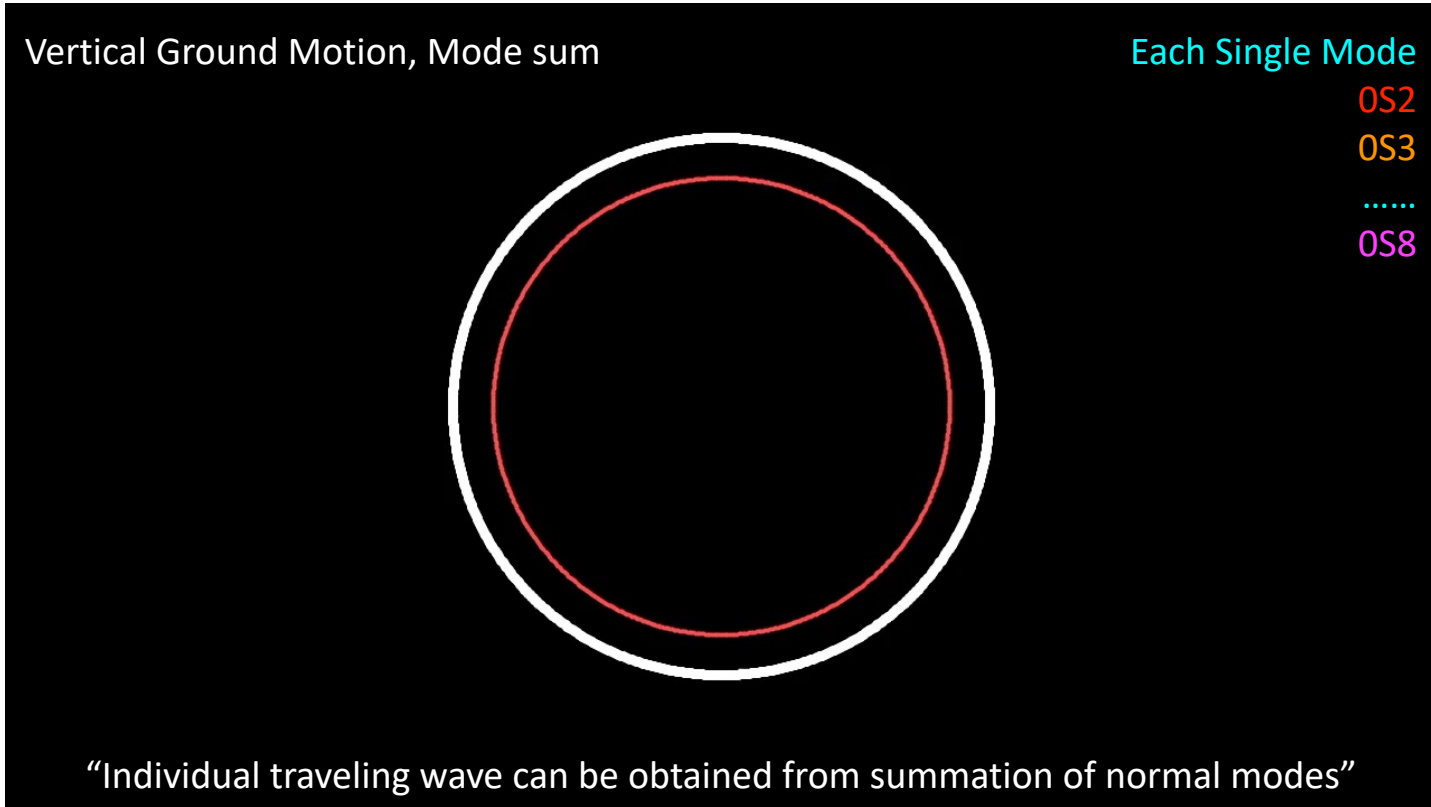 Vertical Ground Motion, Mode sum
Each Single Mode
0S2
0S3
......
0S8
“Individual traveling wave can be obtained from summation of normal modes”